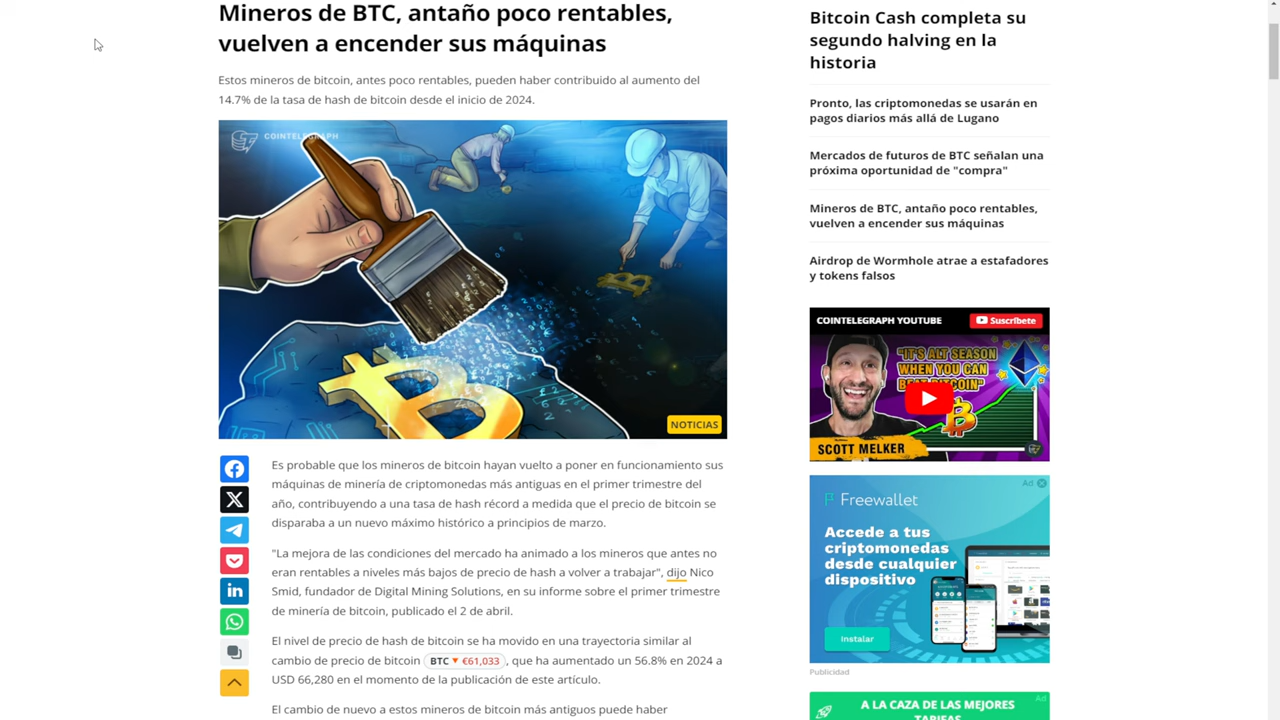 Mineros de BTC, antaño poco rentables,
vuelven a encender sus máquinas
Estos mineros de bitcoin, antes poco rentables, pueden haber contribuido al aumento del
14.7% de la tasa de hash de bitcoin desde el inicio de 2024.
COINTELEGRAPH
NOTICIAS
Es probable que los mineros de bitcoin hayan vuelto a poner en funcionamiento sus
máquinas de minería de criptomonedas más antiguas en el primer trimestre del
año, contribuyendo a una tasa de hash récord a medida que el precio de bitcoin se
disparaba a un nuevo máximo histórico a principios de marzo.
"La mejora de las condiciones del mercado ha animado a los mineros que antes no
eran rentables a niveles más bajos de precio de hash a volver a trabajar", dijo Nico
Smid, fundador de Digital Mining Solutions, en su informe sobre el primer trimestre
de minería de bitcoin, publicado el 2 de abril.
El nivel precio de hash de bitcoin se ha movido en una trayectoria similar al
cambio de precio de bitcoin BTC ▼ €61,033 , que ha aumentado un 56.8% en 2024 a
USD 66,280 en el momento de la publicación de este artículo.
El cambio de nuevo a estos mineros de bitcoin más antiguos puede haber
Bitcoin Cash completa su
segundo halving en la
historia
Pronto, las criptomonedas se usarán en
pagos diarios más allá de Lugano
Mercados de futuros de BTC señalan una
próxima oportunidad de "compra"
Mineros de BTC, antaño poco rentables,
vuelven a encender sus máquinas
Airdrop de Wormhole atrae a estafadores
y tokens falsos
COINTELEGRAPH YOUTUBE
Suscríbete
"IT'S ALT SEASON
WHEN YOU CAN
BEAT BITCOIN"
SCOTT MELKER
Ad
Freewallet
Accede a tus
criptomonedas
desde cualquier
dispositivo
Instalar
Publicidad
Ad
A LA CAZA DE LAS MEJORES
TARIFAS